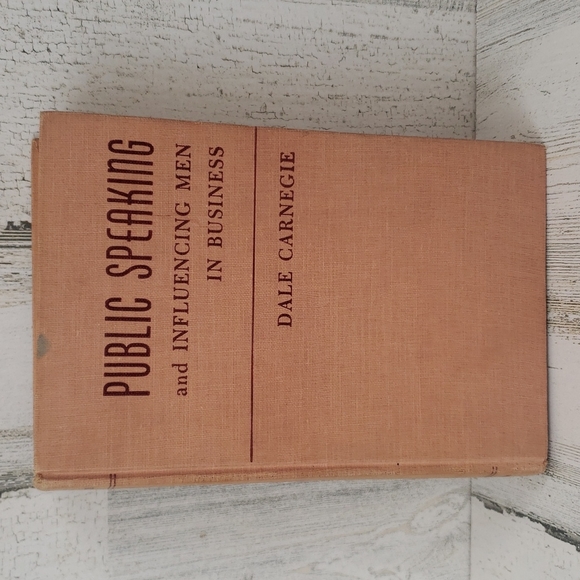 PUBLIC SPEAKING
and INFLUENCING MEN
IN BUSINESS
DALE CARNEGIE